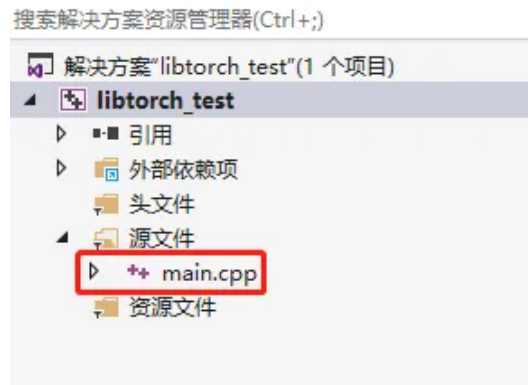 搜索解决方案资源管理器(Ctrl+;)
解决方案"libtorch_test"(1 个项目)
libtorch_test
引用
外部依赖项
头文件
源文件
++ main.cpp
资源文件